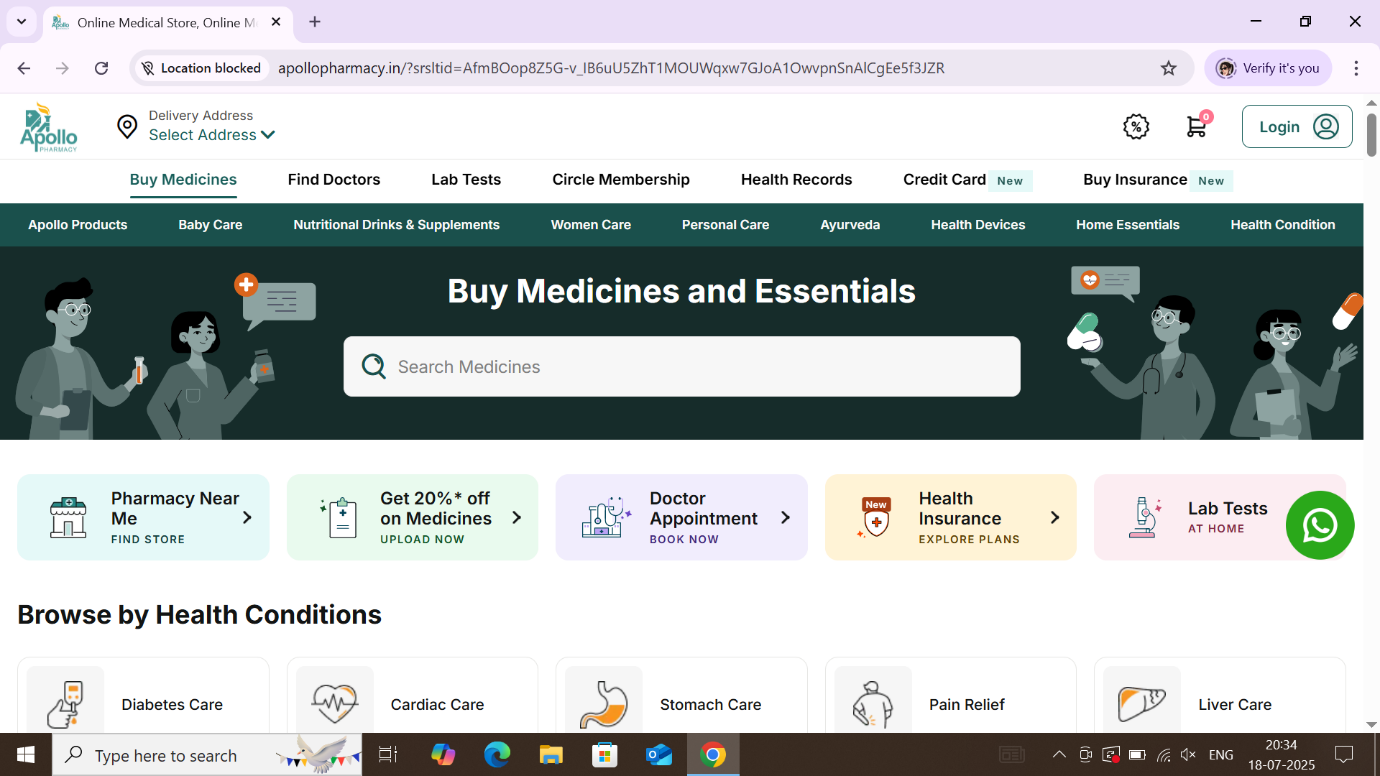 Online Medical Store, Online M
Location blocked
apollopharmacy.in/?srsltid=AfmBOop8Z5G-v_IB6uU5ZhT1MOUWqxw7GJoA1OwvpnSnAlCgEe5f3JZR
Verify it's you
Apollo
PHARMACY
Delivery Address
Select Address
%
0
Login
Buy Medicines
Find Doctors
Lab Tests
Circle Membership
Health Records
Credit Card New
Buy Insurance New
Apollo Products
Baby Care
Nutritional Drinks & Supplements
Women Care
Personal Care
Ayurveda
Health Devices
Home Essentials
Health Condition
Buy Medicines and Essentials
Search Medicines
Pharmacy Near
Me
FIND STORE
Get 20%* off
on Medicines
UPLOAD NOW
Doctor
Appointment
BOOK NOW
New
Health
Insurance
EXPLORE PLANS
Lab Tests
AT HOME
Browse by Health Conditions
Diabetes Care
Cardiac Care
Stomach Care
Pain Relief
Liver Care
Type here to search
ENG
20:34
18-07-2025